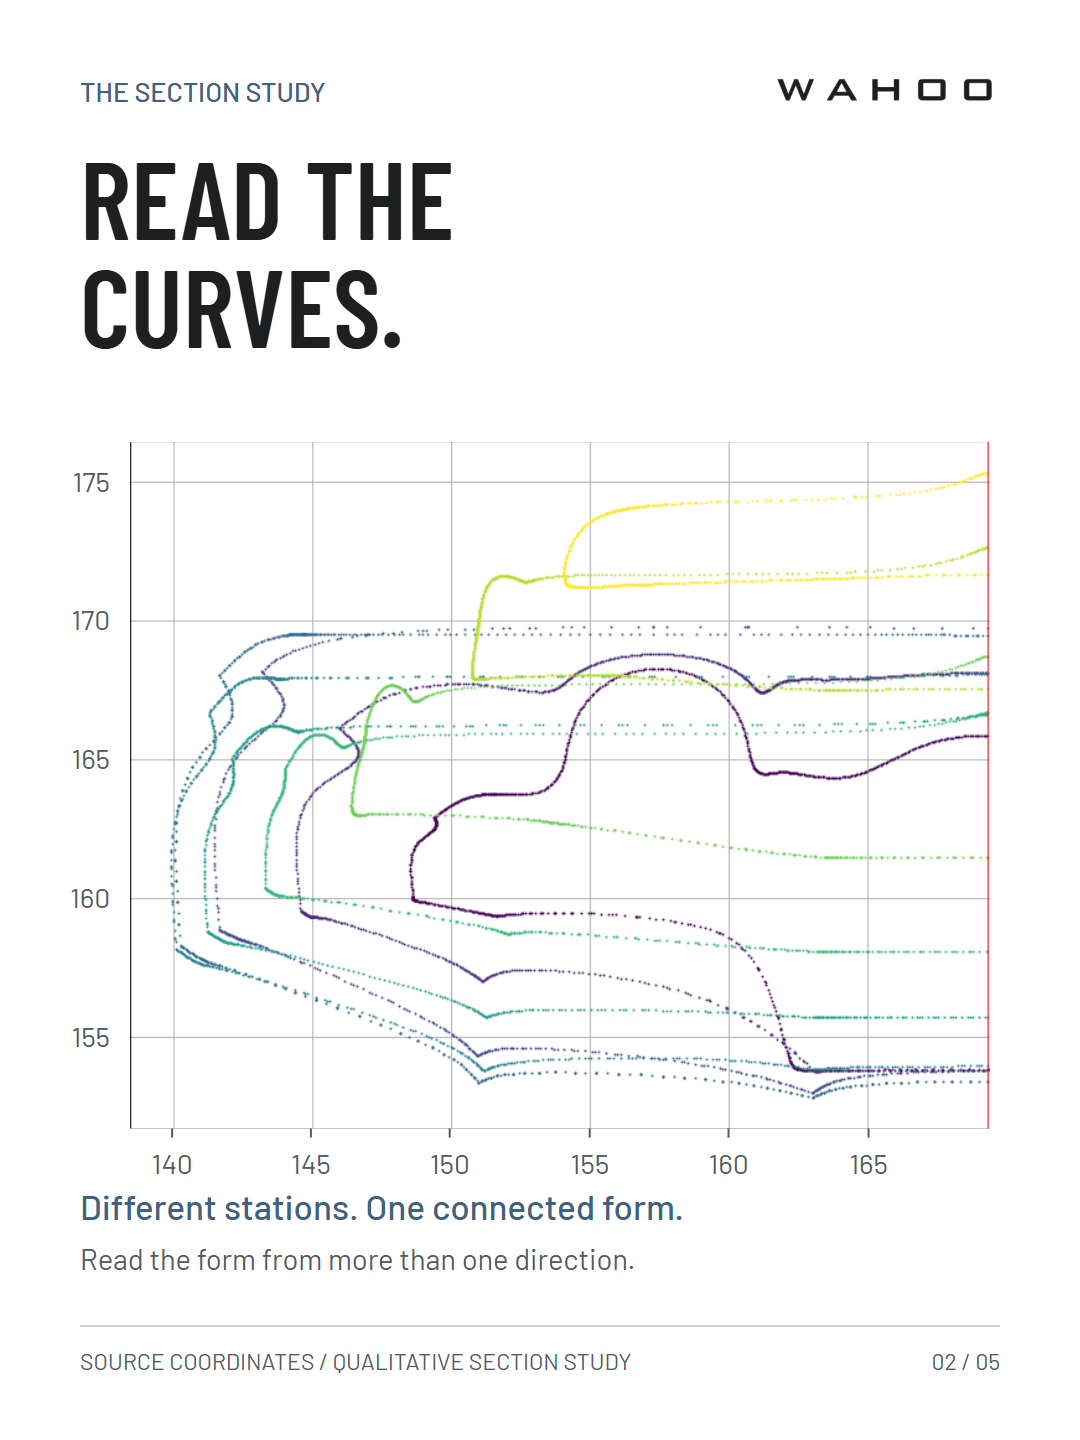 THE SECTION STUDY
WAHOO
READ THE
CURVES.
175
170
165
160
155
140 145 150 155 160 165
Different stations. One connected form.
Read the form from more than one direction.
SOURCE COORDINATES / QUALITATIVE SECTION STUDY
02 / 05